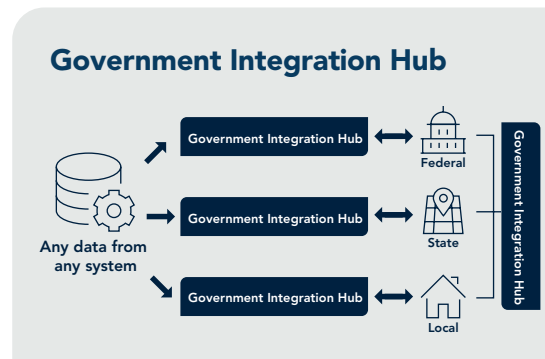 Government Integration Hub
Government Integration Hub
Federal
Government Integration Hub
Any data from
any system
Government Integration Hub
State
Government Integration Hub
Local